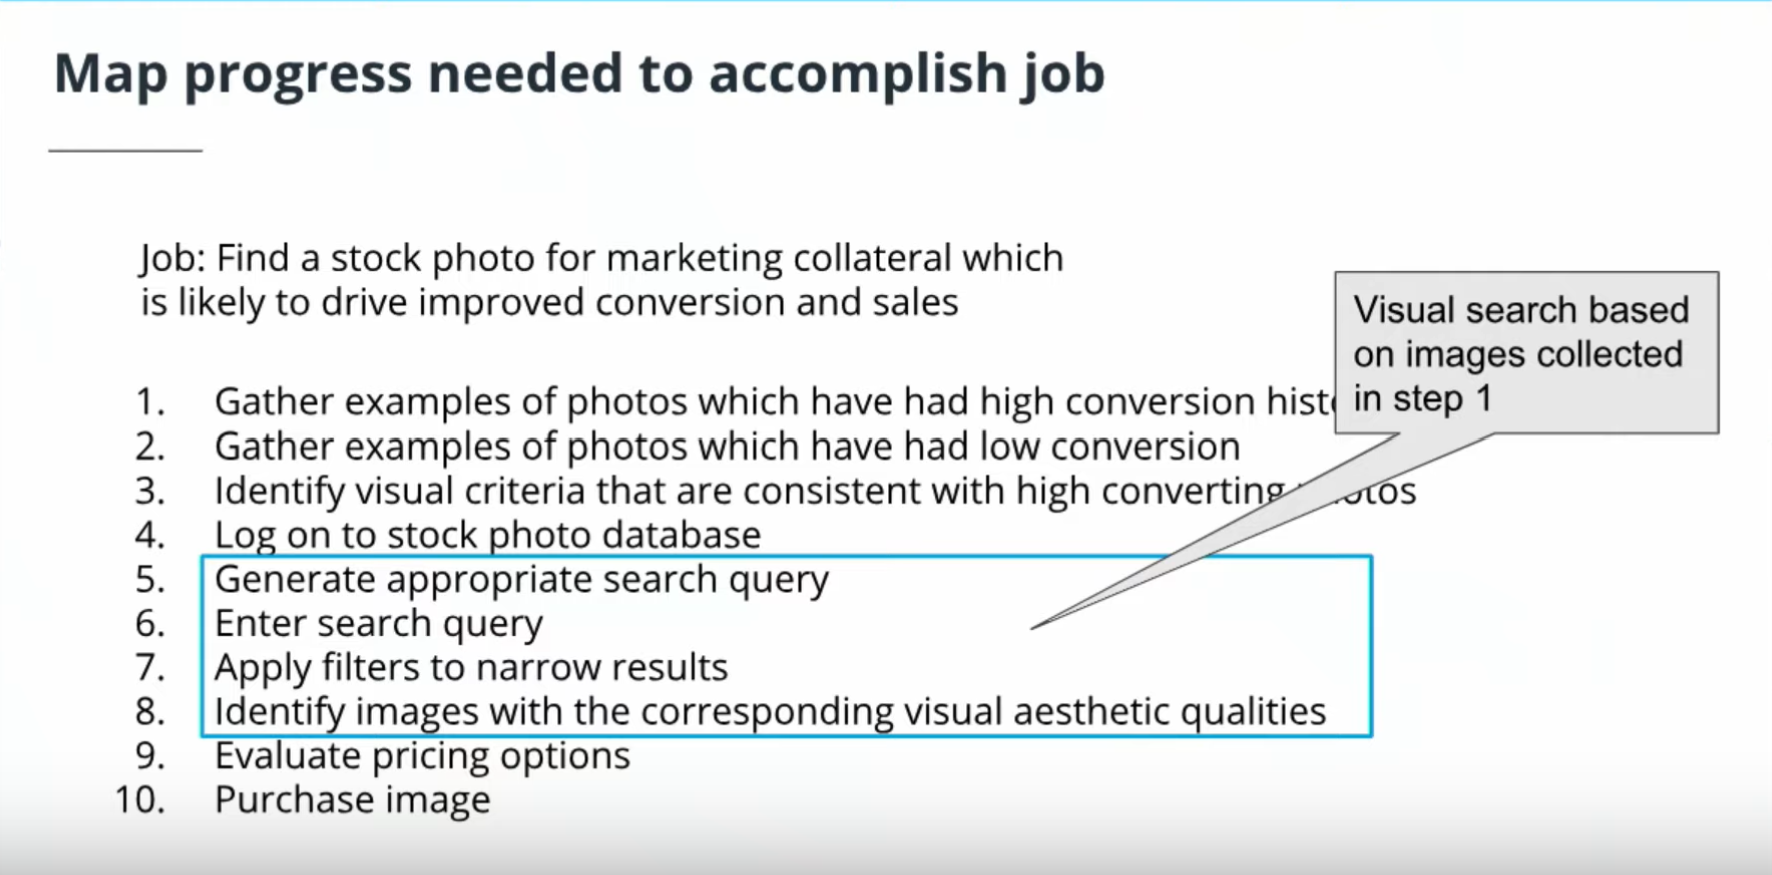 Map progress needed to accomplish job
Job: Find a stock photo for marketing collateral which
is likely to drive improved conversion and sales
1. Gather examples of photos which have had high conversion
2. Gather examples of photos which have had low conversion
3. Identify visual criteria that are consistent with high converting
4. Log on to stock photo database
5. Generate appropriate search query
6. Enter search query
7. Apply filters to narrow results
8. Identify images with the corresponding visual aesthetic qualities
9. Evaluate pricing options
10. Purchase image
Visual search based
on images collected
in step 1